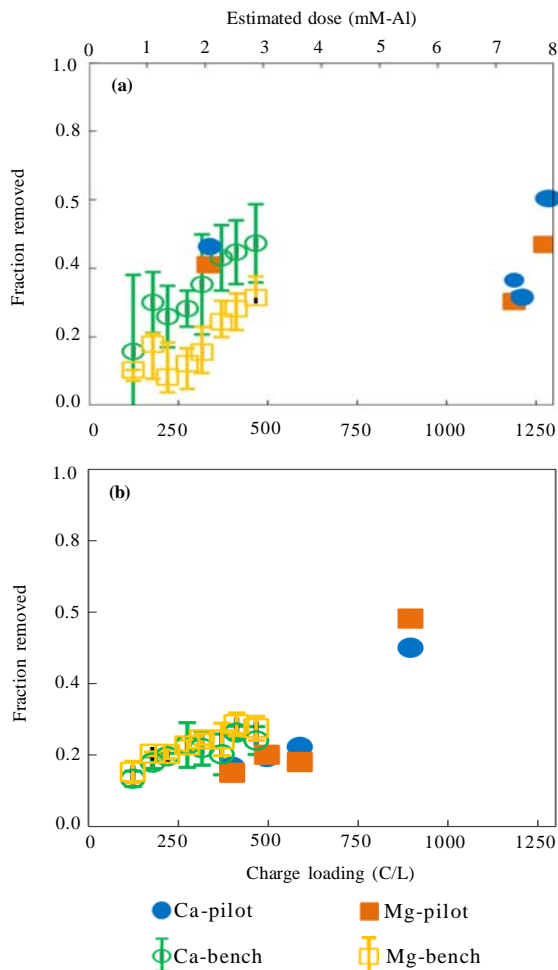 Estimated dose (mM-Al)
0 1 2 3 4 5 6 7 8
1.0
(a)
0.8
0.5
0.4
0.2
0.0
Fraction removed
0 250 500 750 1000 1250
1.0
(b)
0.8
0.5
0.4
0.2
0.0
Fraction removed
0 250 500 750 1000 1250
Charge loading (C/L)
Ca-pilot Mg-pilot
Ca-bench Mg-bench